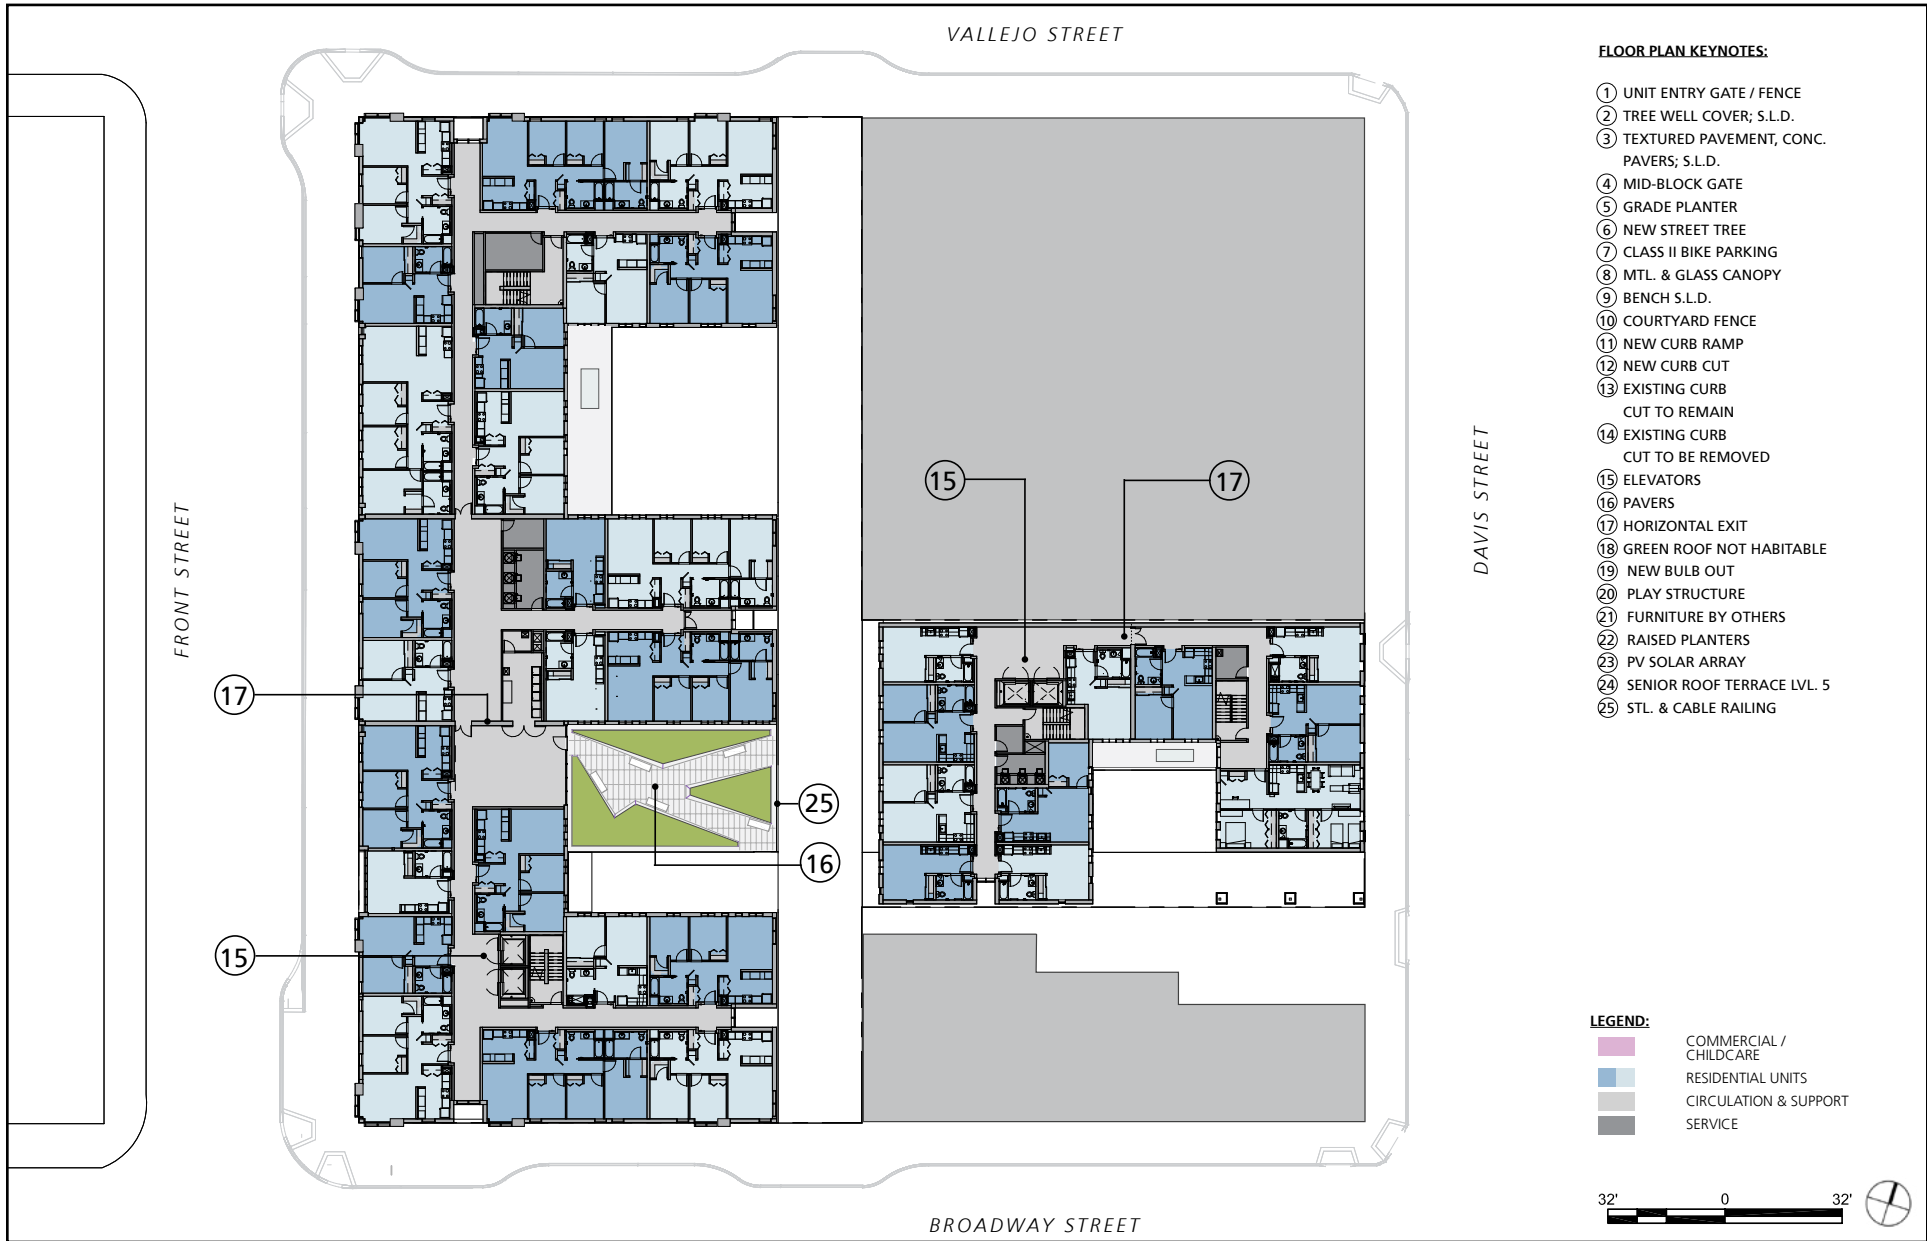 VALLEJO STREET
FLOOR PLAN KEYNOTES:
1 UNIT ENTRY GATE / FENCE
2 TREE WELL COVER; S.L.D.
3 TEXTURED PAVEMENT, CONC.
PAVERS; S.L.D.
4 MID-BLOCK GATE
5 GRADE PLANTER
6 NEW STREET TREE
7 CLASS II BIKE PARKING
8 MTL. & GLASS CANOPY
9 BENCH S.L.D.
10 COURTYARD FENCE
11 NEW CURB RAMP
12 NEW CURB CUT
13 EXISTING CURB
CUT TO REMAIN
14 EXISTING CURB
CUT TO BE REMOVED
15 ELEVATORS
16 PAVERS
17 HORIZONTAL EXIT
18 GREEN ROOF NOT HABITABLE
19 NEW BULB OUT
20 PLAY STRUCTURE
21 FURNITURE BY OTHERS
22 RAISED PLANTERS
23 PV SOLAR ARRAY
24 SENIOR ROOF TERRACE LVL. 5
25 STL. & CABLE RAILING
FRONT STREET
DAVIS STREET
15
17
17
25
16
15
LEGEND:
COMMERCIAL /
CHILDCARE
RESIDENTIAL UNITS
CIRCULATION & SUPPORT
SERVICE
32' 0 32'
BROADWAY STREET